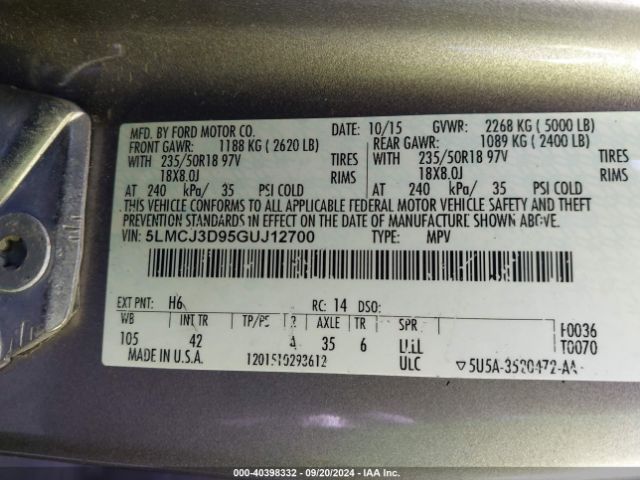 MFD. BY FORD MOTOR CO. DATE: 10/15 GVWR: 2268 KG ( 5000 LB)
FRONT GAWR: 1188 KG ( 2620 LB) REAR GAWR: 1089 KG ( 2400 LB)
WITH 235/50R18 97V TIRES WITH 235/50R18 97V TIRES
18X8.0J RIMS 18X8.0J RIMS
AT 240 kPa/ 35 PSI COLD AT 240 kPa/ 35 PSI COLD
THIS VEHICLE CONFORMS TO ALL APPLICABLE FEDERAL MOTOR VEHICLE SAFETY AND THEFT
PREVENTION STANDARDS IN EFFECT ON THE DATE OF MANUFACTURE SHOWN ABOVE.
VIN: 5LMCJ3D95GUJ12700 TYPE: MPV
EXT PNT: H6 RC: 14 DSO:
WB INT TR TP/PS R AXLE TR SPR F0036
105 42 4 35 6 T0070
MADE IN U.S.A. ULC 5U5A-3520472-AA
000-40398332 - 09/20/2024 - IAA Inc.